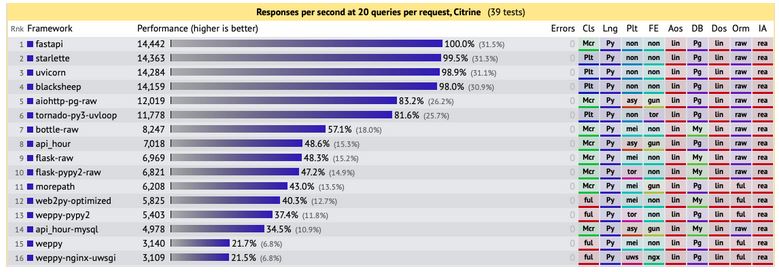 Responses per second at 20 queries per request, Citrine (39 tests)
Rnk Framework Performance (higher is better) Errors Cls Lng Plt FE Aos DB Dos Orm IA
1 fastapi 14,442 100.0% (31.5%) 0 Mcr Py non non lin Pg lin raw rea
2 starlette 14,363 99.5% (31.3%) 0 Plt Py non non lin Pg lin raw rea
3 uvicorn 14,284 98.9% (31.1%) 0 Plt Py non non lin Pg lin raw rea
4 blacksheep 14,159 98.0% (30.9%) 0 Plt Py non non lin Pg lin raw rea
5 aiohttp-pg-raw 12,019 83.2% (26.2%) 0 Mcr Py asy gun lin Pg lin raw rea
6 tornado-py3-uvloop 11,778 81.6% (25.7%) 0 Plt Py non tor lin Pg lin raw rea
7 bottle-raw 8,247 57.1% (18.0%) 0 Mcr Py mei non lin My lin raw rea
8 api_hour 7,018 48.6% (15.3%) 0 Mcr Py asy gun lin Pg lin raw rea
9 flask-raw 6,969 48.3% (15.2%) 0 Mcr Py mei non lin My lin raw rea
10 flask-pypy2-raw 6,821 47.2% (14.9%) 0 Mcr Py tor non lin My lin raw rea
11 morepath 6,208 43.0% (13.5%) 0 Mcr Py mei gun lin Pg lin ful rea
12 web2py-optimized 5,825 40.3% (12.7%) 0 ful Py mei non lin My lin ful rea
13 weppy-pypy2 5,403 37.4% (11.8%) 0 ful Py tor non lin Pg lin ful rea
14 api_hour-mysql 4,978 34.5% (10.9%) 0 Mcr Py asy gun lin My lin raw rea
15 weppy 3,140 21.7% (6.8%) 0 ful Py mei non lin Pg lin ful rea
16 weppy-nginx-uwsgi 3,109 21.5% (6.8%) 0 ful Py uws ngx lin Pg lin ful rea